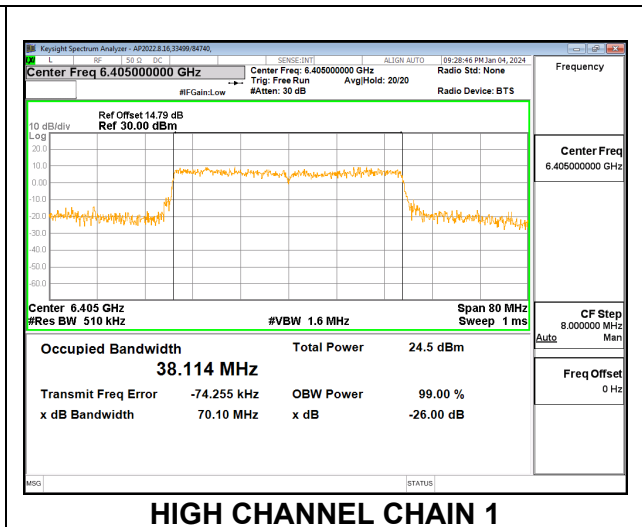 Keysight Spectrum Analyzer - AP2022.8.16,33499/84740,
LXI L RF 50 Ω DC SENSE:INT ALIGN AUTO 09:28:46 PM Jan 04, 2024
Center Freq 6.405000000 GHz
Center Freq: 6.405000000 GHz Radio Std: None
Trig: Free Run Avg|Hold: 20/20
#IFGain:Low #Atten: 30 dB Radio Device: BTS
Frequency
Ref Offset 14.79 dB
10 dB/div Ref 30.00 dBm
Log
20.0
10.0
0.00
-10.0
-20.0
-30.0
-40.0
-50.0
-60.0
Center 6.405 GHz Span 80 MHz
#Res BW 510 kHz #VBW 1.6 MHz Sweep 1 ms
Occupied Bandwidth Total Power 24.5 dBm
38.114 MHz
Transmit Freq Error -74.255 kHz OBW Power 99.00 %
x dB Bandwidth 70.10 MHz x dB -26.00 dB
Center Freq
6.405000000 GHz
CF Step
8.000000 MHz
Auto Man
Freq Offset
0 Hz
MSG STATUS
HIGH CHANNEL CHAIN 1